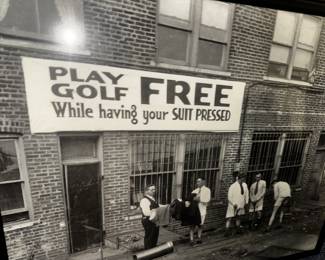 PLAY
GOLF FREE
While having your SUIT PRESSED